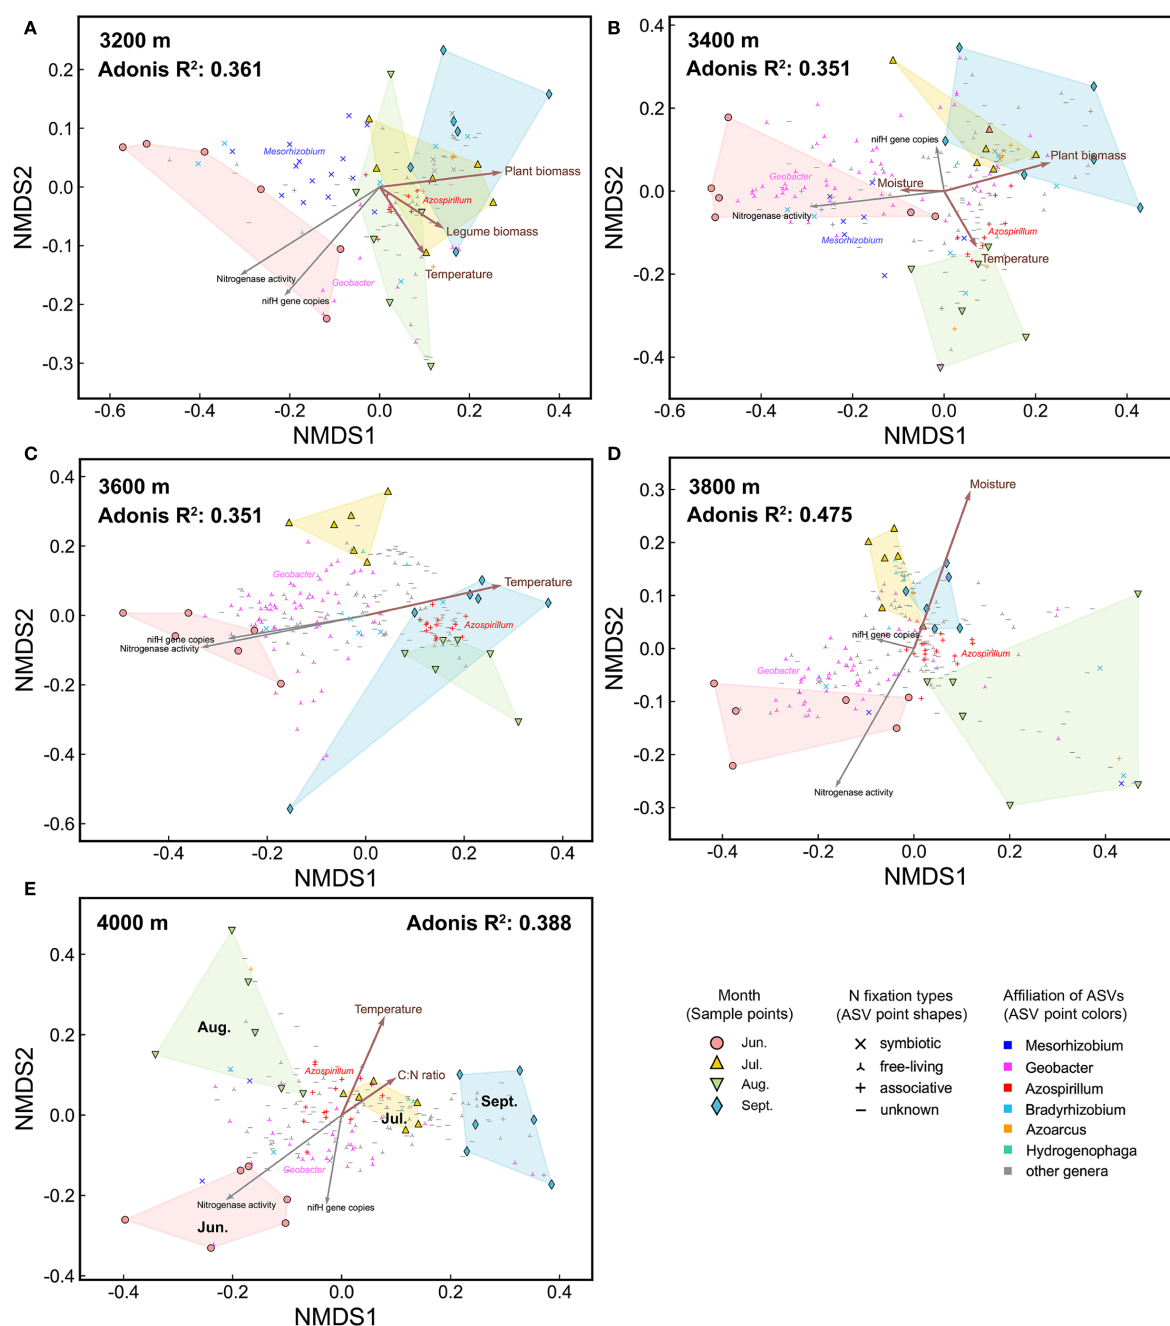 A
3200 m
Adonis R²: 0.361
0.2
0.1
0.0
-0.1
-0.2
-0.3
NMDS2
Mesorhizobium
Plant biomass
Azospirillum
Legume biomass
Temperature
Nitrogenase activity
Geobacter
nifH gene copies
-0.6
-0.4
-0.2
0.0
0.2
0.4
NMDS1
B
3400 m
Adonis R²: 0.351
0.4
0.2
0.0
-0.2
-0.4
NMDS2
nifH gene copies
Plant biomass
Geobacter
Moisture
Nitrogenase activity
Mesorhizobium
Azospirillum
Temperature
-0.6
-0.4
-0.2
0.0
0.2
0.4
NMDS1
C
3600 m
Adonis R²: 0.351
0.4
0.2
0.0
-0.2
-0.4
-0.6
NMDS2
Geobacter
Temperature
Azospirillum
nifH gene copies
Nitrogenase activity
-0.4
-0.2
0.0
0.2
0.4
NMDS1
D
3800 m
Adonis R²: 0.475
0.3
0.2
0.1
0.0
-0.1
-0.2
-0.3
NMDS2
Moisture
nifH gene copies
Azospirillum
Geobacter
Nitrogenase activity
-0.4
-0.2
0.0
0.2
0.4
NMDS1
E
4000 m
Adonis R²: 0.388
0.4
0.2
0.0
-0.2
-0.4
NMDS2
Aug.
Temperature
Azospirillum
C:N ratio
Jul.
Sept.
Geobacter
Nitrogenase activity
nifH gene copies
Jun.
-0.4
-0.2
0.0
0.2
0.4
NMDS1
Month
(Sample points)
Jun.
Jul.
Aug.
Sept.
N fixation types
(ASV point shapes)
symbiotic
free-living
associative
unknown
Affiliation of ASVs
(ASV point colors)
Mesorhizobium
Geobacter
Azospirillum
Bradyrhizobium
Azoarcus
Hydrogenophaga
other genera